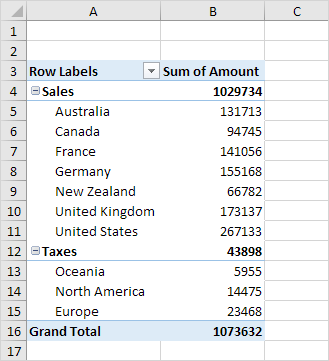 A B C
1
2
3 Row Labels Sum of Amount
4 Sales 1029734
5 Australia 131713
6 Canada 94745
7 France 141056
8 Germany 155168
9 New Zealand 66782
10 United Kingdom 173137
11 United States 267133
12 Taxes 43898
13 Oceania 5955
14 North America 14475
15 Europe 23468
16 Grand Total 1073632
17